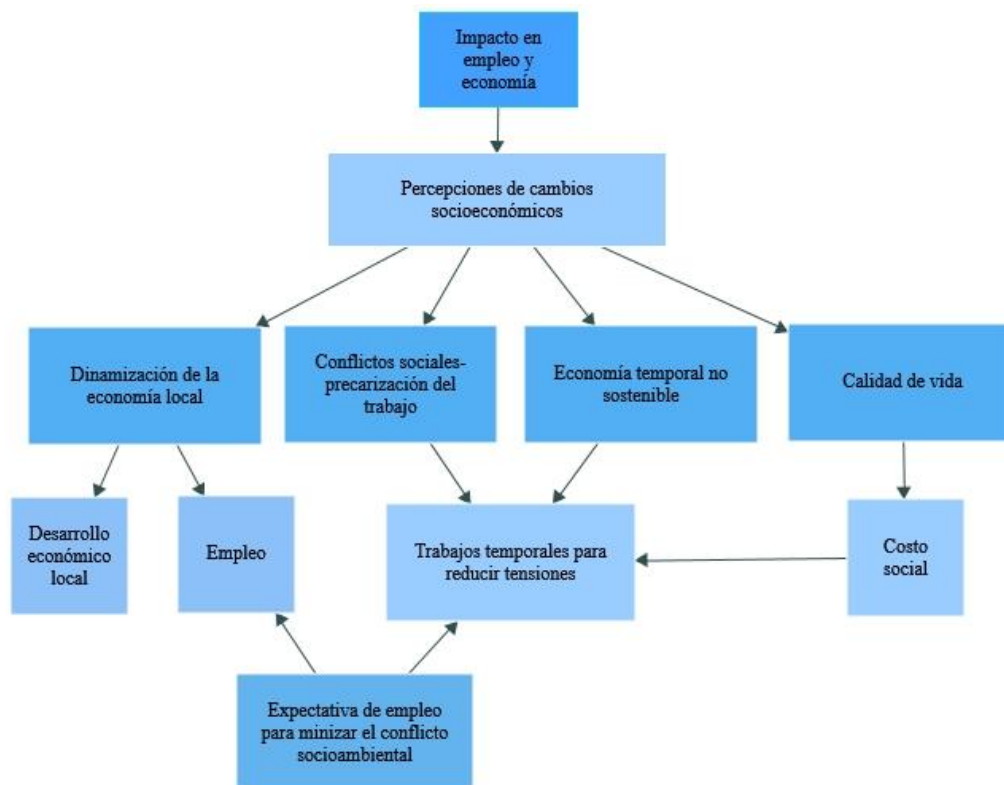 Impacto en
empleo y
economía
Percepciones de cambios
socioeconómicos
Dinamización de la
economía local
Conflictos sociales-
precarización del
trabajo
Economía temporal no
sostenible
Calidad de vida
Desarrollo
económico
local
Empleo
Trabajos temporales para
reducir tensiones
Costo
social
Expectativa de empleo
para minizar el conflicto
socioambiental